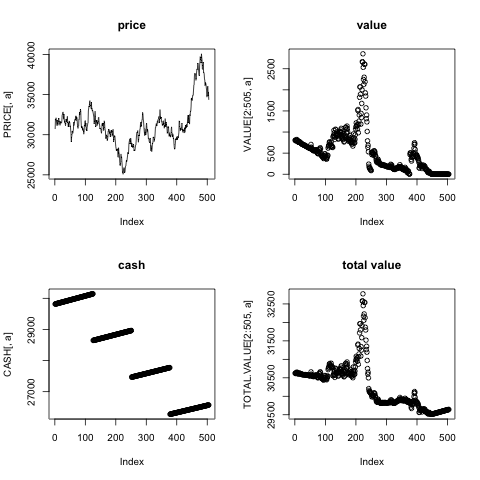 price
PRICE[, a]
40000
35000
30000
25000
0 100 200 300 400 500
Index
value
VALUE[2:505, a]
2500
1500
500
0
0 100 200 300 400 500
Index
cash
CASH[, a]
29000
27000
0 100 200 300 400 500
Index
total value
TOTAL.VALUE[2:505, a]
32500
31500
30500
29500
0 100 200 300 400 500
Index